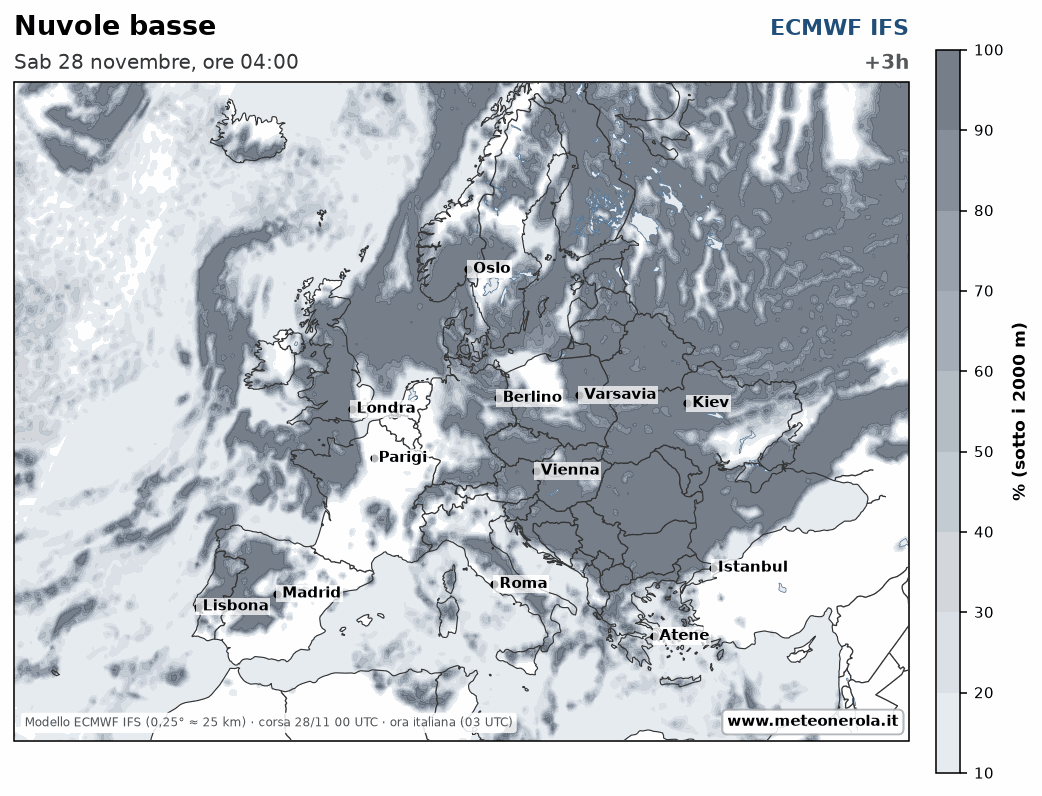 Nuvole basse
ECMWF IFS
Sab 28 novembre, ore 04:00
+3h
Oslo
Londra
Berlino
Varsavia
Kiev
Parigi
Vienna
Istanbul
Roma
Madrid
Lisbona
Atene
Modello ECMWF IFS (0,25° ≈ 25 km) · corsa 28/11 00 UTC · ora italiana (03 UTC)
www.meteonerola.it
100
90
80
70
60
50
40
30
20
10
% (sotto i 2000 m)